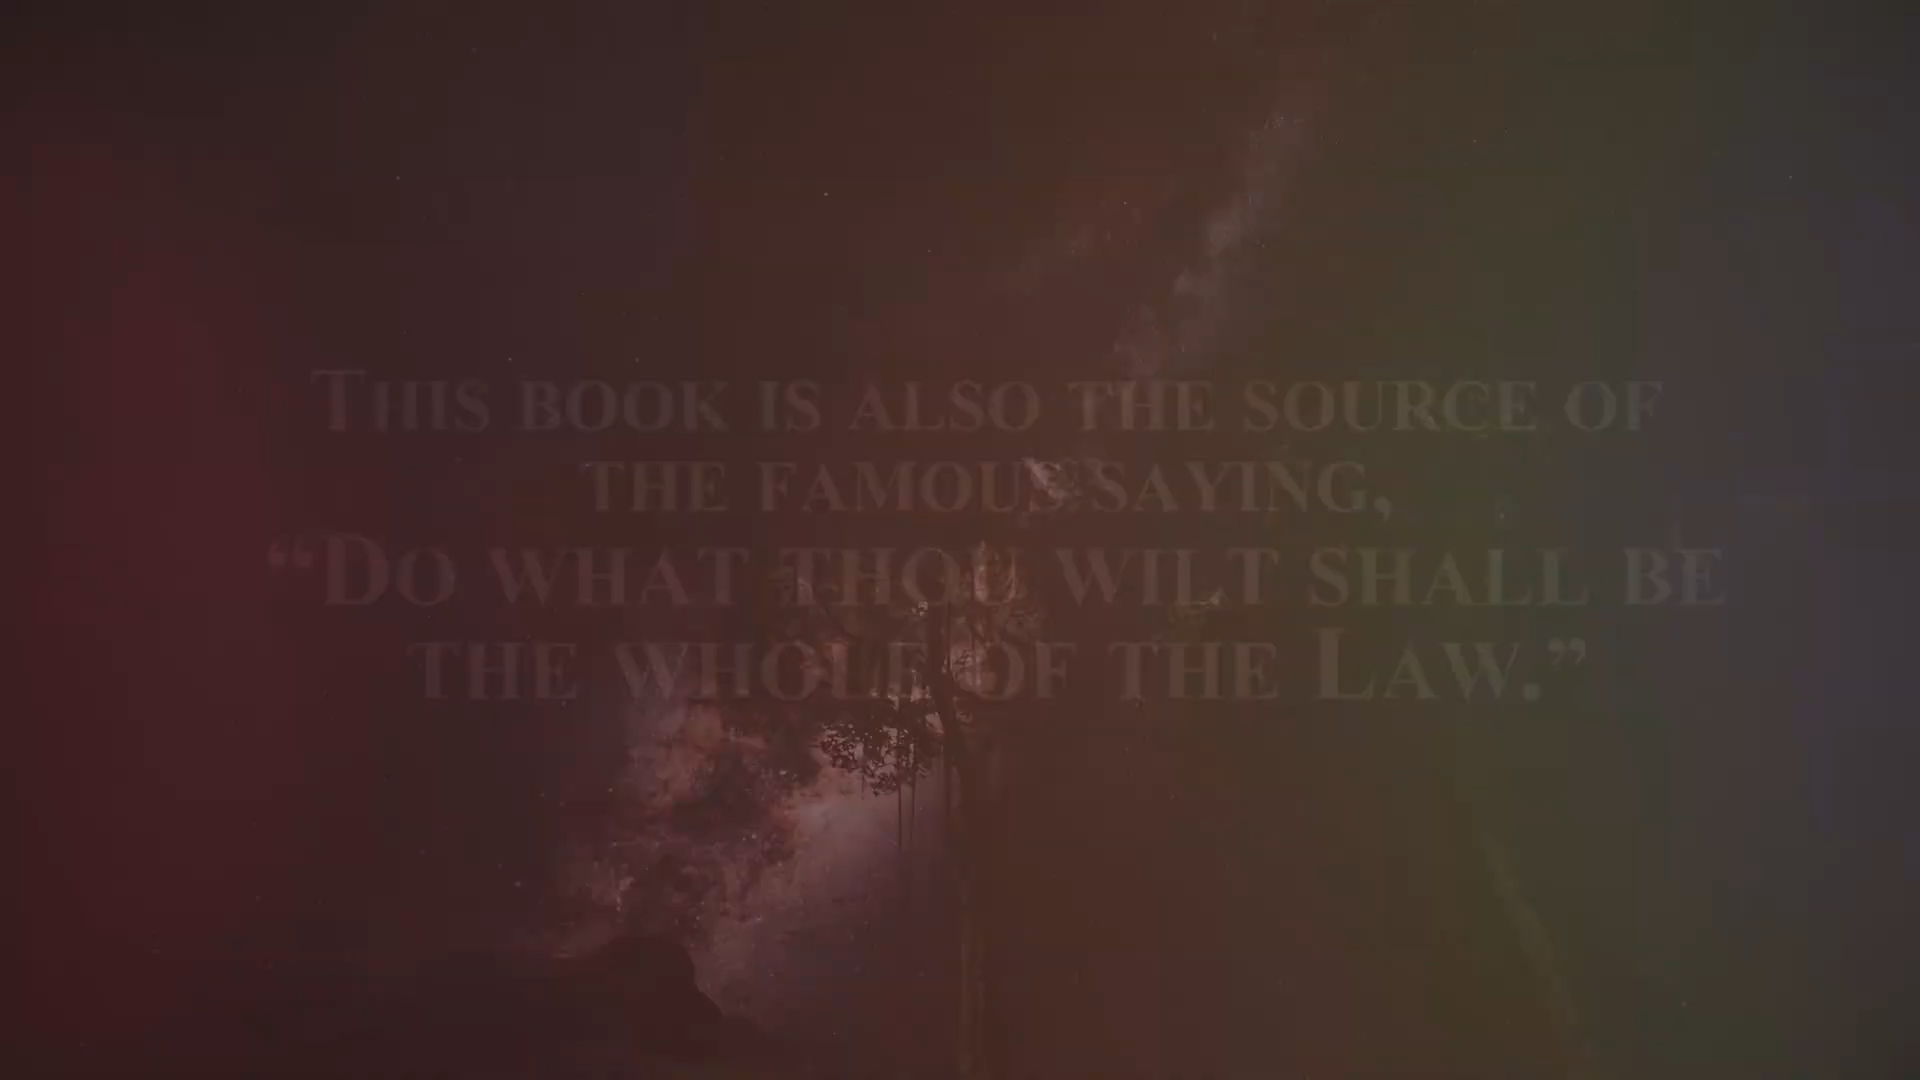 This book is also the source of
the famous saying,
“Do what thou wilt shall be
the whole of the Law.”